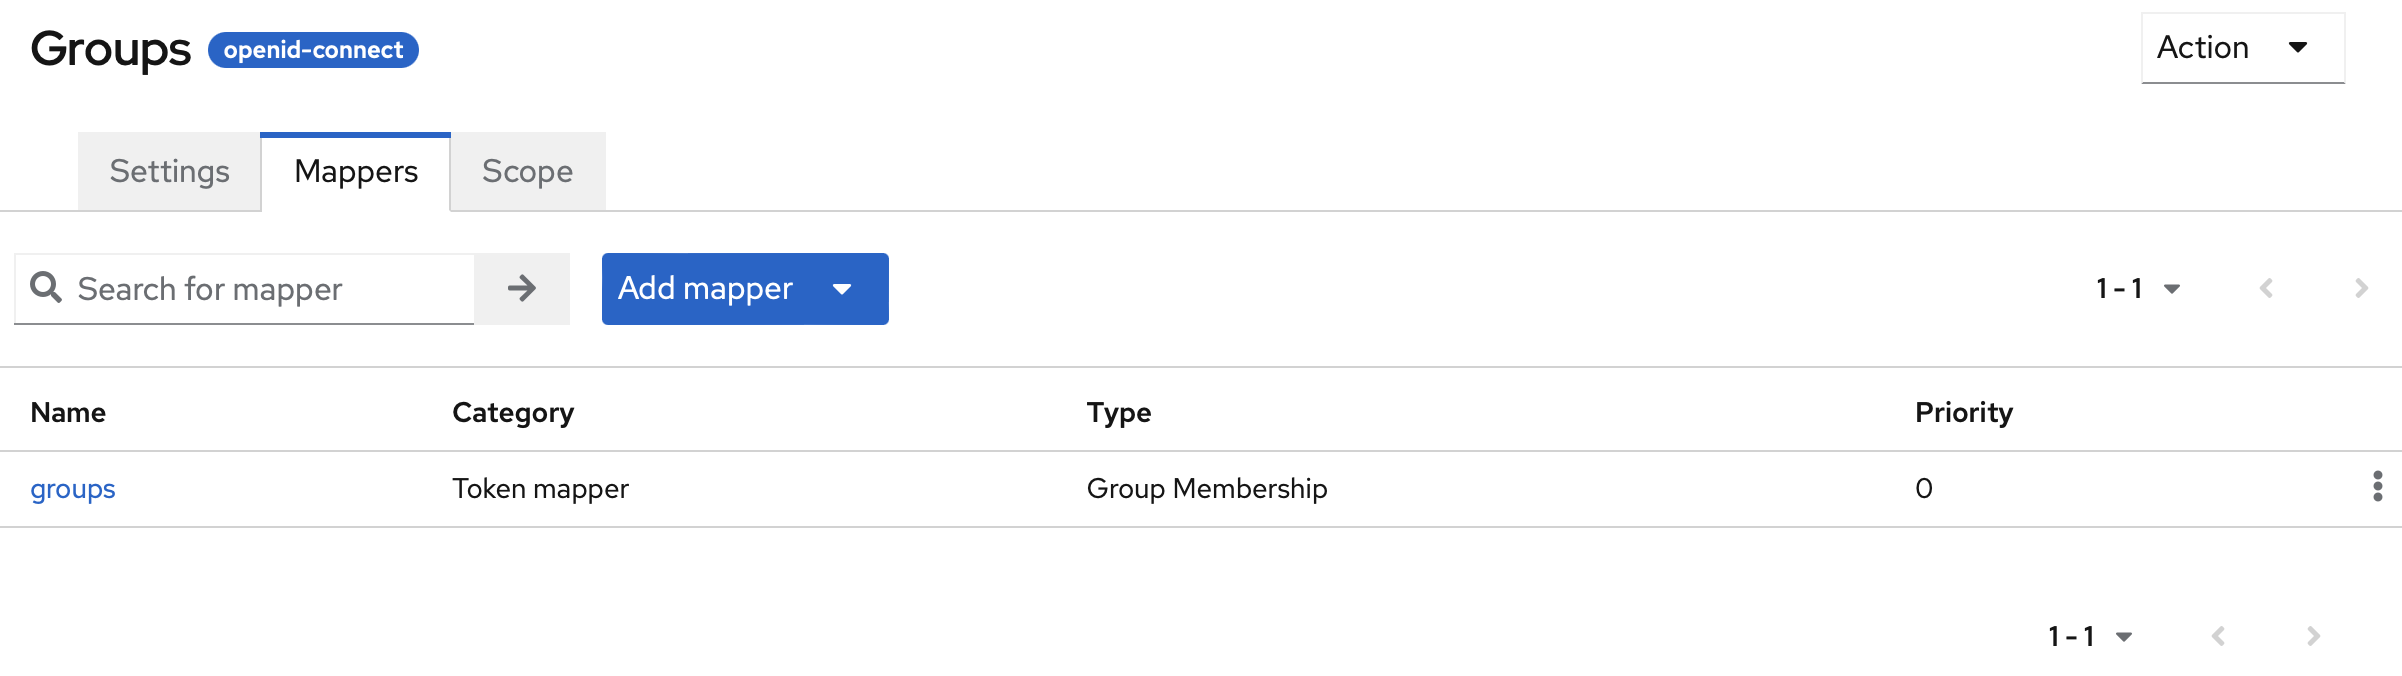 Groups openid-connect Action
Settings Mappers Scope
Search for mapper Add mapper 1 - 1
Name Category Type Priority
groups Token mapper Group Membership 0
1 - 1